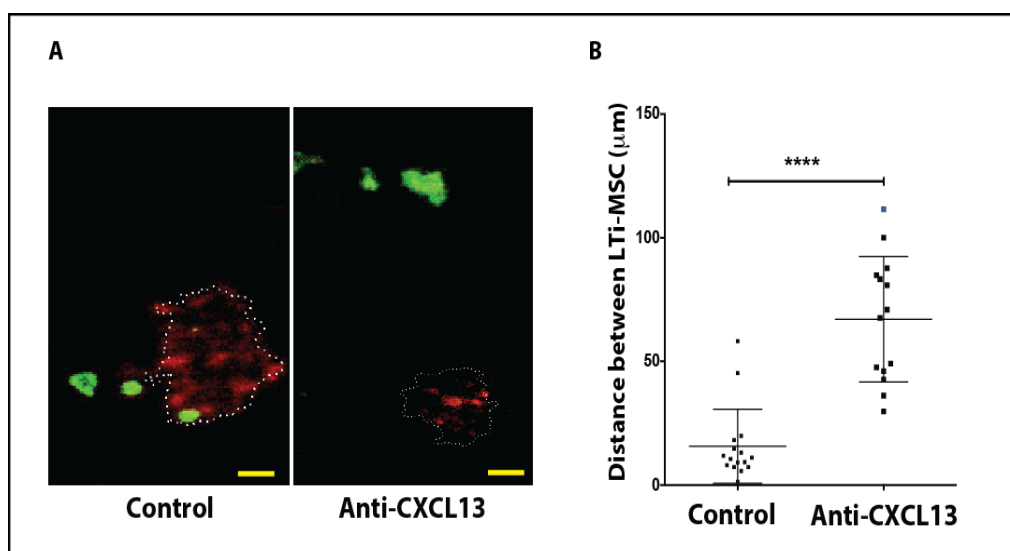 A
B
Control
Anti-CXCL13
Distance between LTi-MSC (μm)
150
100
50
0
****
Control
Anti-CXCL13